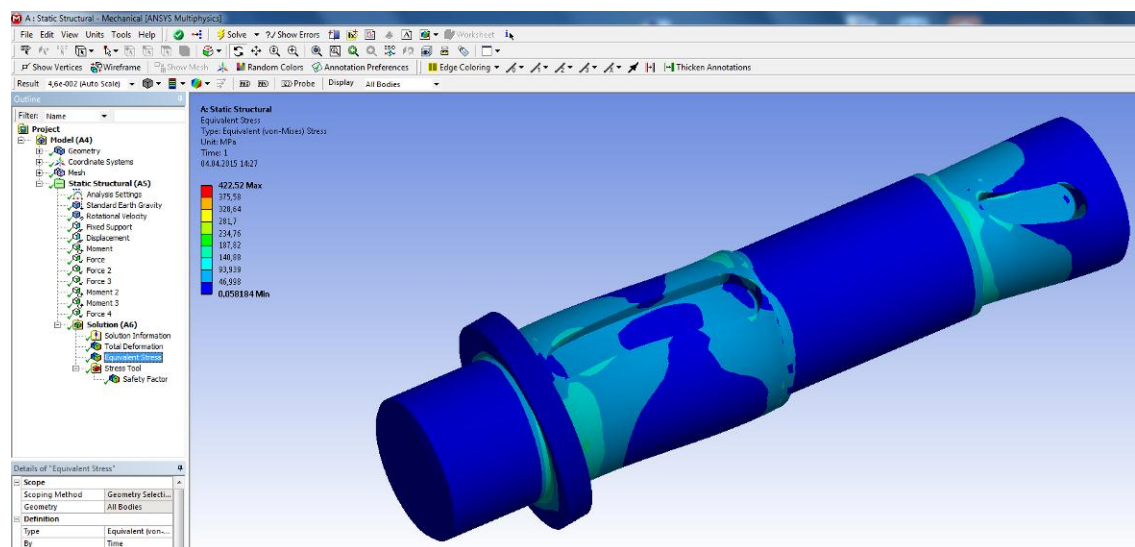 A : Static Structural - Mechanical [ANSYS Multiphysics]
File Edit View Units Tools Help Solve ?/ Show Errors Worksheet
Show Vertices Wireframe Show Mesh Random Colors Annotation Preferences Edge Coloring Thicken Annotations
Result 4,6e-002 (Auto Scale) Probe Display All Bodies
Outline
Filter: Name
Project
Model (A4)
Geometry
Coordinate Systems
Mesh
Static Structural (A5)
Analysis Settings
Standard Earth Gravity
Rotational Velocity
Fixed Support
Displacement
Moment
Force
Force 2
Force 3
Moment 2
Moment 3
Force 4
Solution (A6)
Solution Information
Total Deformation
Equivalent Stress
Stress Tool
Safety Factor
Details of "Equivalent Stress"
Scope
Scoping Method Geometry Selecti...
Geometry All Bodies
Definition
Type Equivalent (von-...
By Time
A: Static Structural
Equivalent Stress
Type: Equivalent (von-Mises) Stress
Unit: MPa
Time: 1
04.04.2015 14:27
422,52 Max
375,58
328,64
281,7
234,76
187,82
140,88
93,939
46,998
0.058184 Min